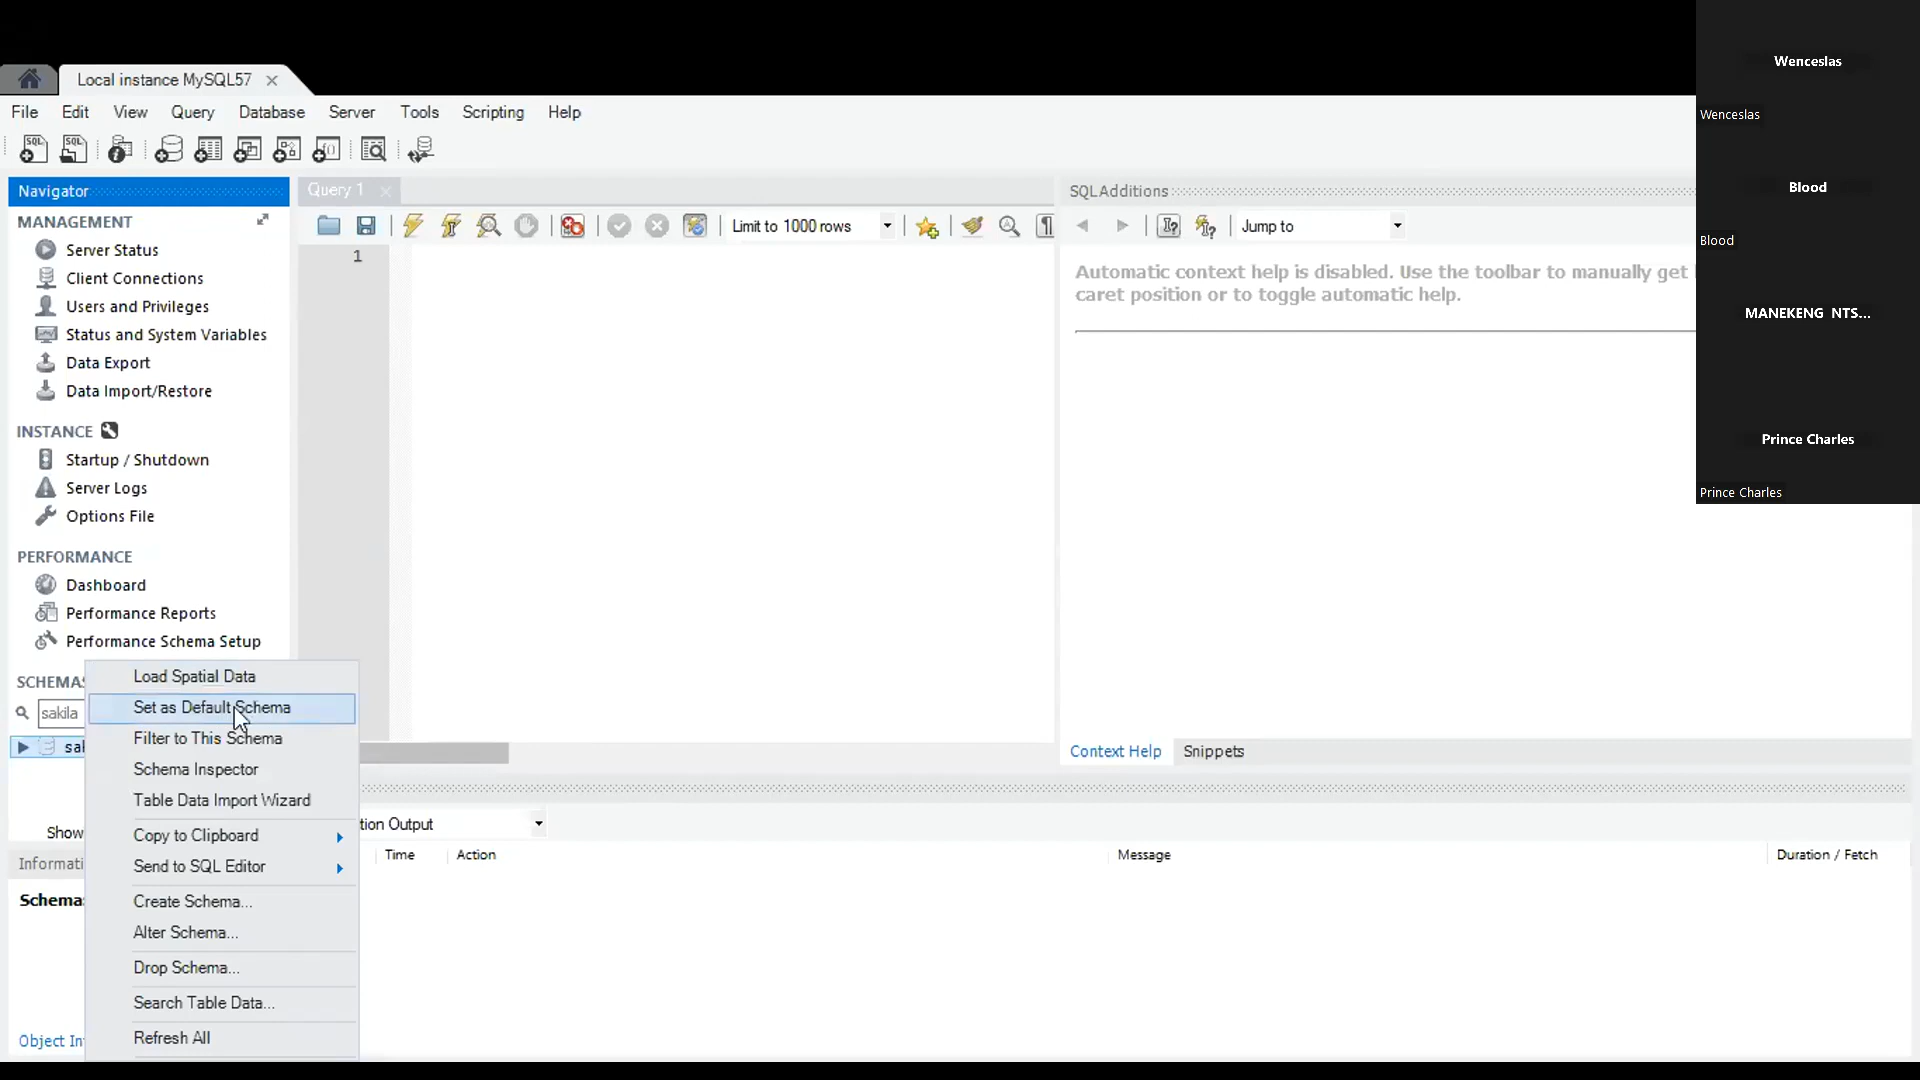 Local instance MySQL57
File Edit View Query Database Server Tools Scripting Help
Navigator
MANAGEMENT
Server Status
Client Connections
Users and Privileges
Status and System Variables
Data Export
Data Import/Restore
INSTANCE
Startup / Shutdown
Server Logs
Options File
PERFORMANCE
Dashboard
Performance Reports
Performance Schema Setup
SCHEMAS
sakila
sak
Show
Informati
Schema:
Object In
Load Spatial Data
Set as Default Schema
Filter to This Schema
Schema Inspector
Table Data Import Wizard
Copy to Clipboard
Send to SQL Editor
Create Schema...
Alter Schema...
Drop Schema...
Search Table Data...
Refresh All
Query 1
Limit to 1000 rows
1
SQLAdditions
Jump to
Automatic context help is disabled. Use the toolbar to manually get
caret position or to toggle automatic help.
Context Help Snippets
tion Output
Time Action Message Duration / Fetch
Wenceslas
Wenceslas
Blood
Blood
MANEKENG NTS...
Prince Charles
Prince Charles